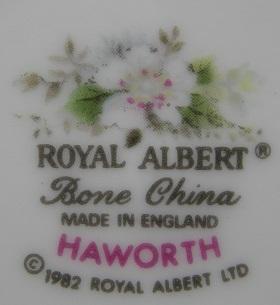 ROYAL ALBERT®
Bone China
MADE IN ENGLAND
HAWORTH
© 1982 ROYAL ALBERT LTD